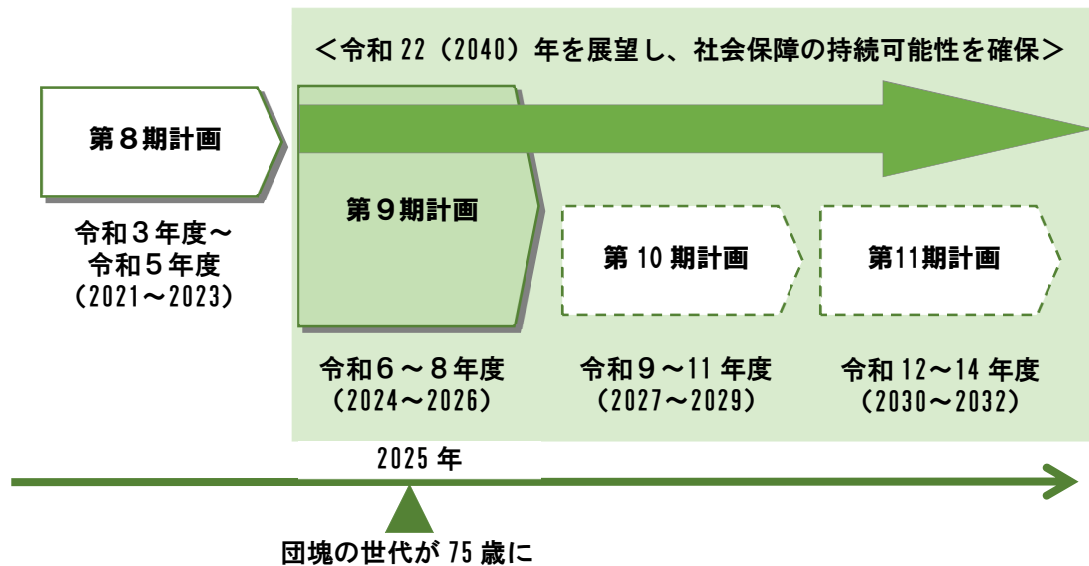 ＜令和 22（2040）年を展望し、社会保障の持続可能性を確保＞
第８期計画
令和３年度～
令和５年度
（2021～2023）
第９期計画
令和６～８年度
（2024～2026）
第 10 期計画
令和９～11 年度
（2027～2029）
第11期計画
令和 12～14 年度
（2030～2032）
2025 年
団塊の世代が 75 歳に